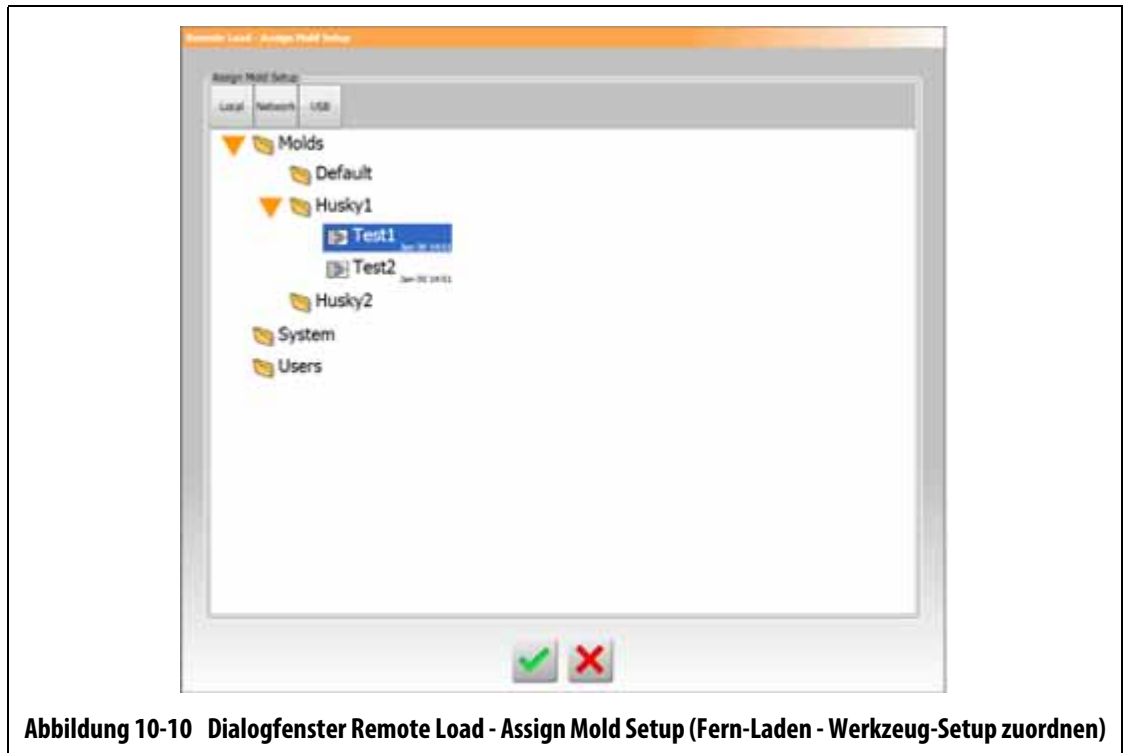 Remote Load - Assign Mold Setup
Assign Mold Setup
Local Network USB
Molds
Default
Husky1
Test1
Test2
Husky2
System
Users
Abbildung 10-10 Dialogfenster Remote Load - Assign Mold Setup (Fern-Laden - Werkzeug-Setup zuordnen)